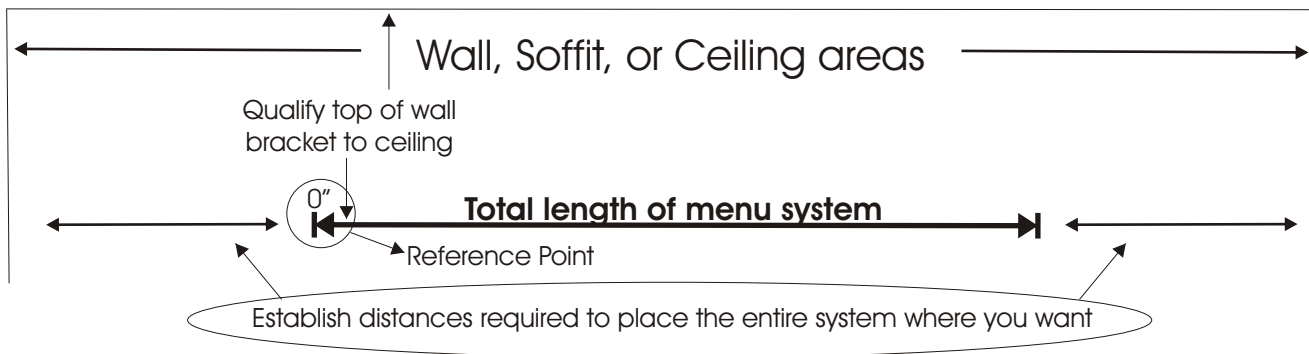 Wall, Soffit, or Ceiling areas
Qualify top of wall
bracket to ceiling
0"
Total length of menu system
Reference Point
Establish distances required to place the entire system where you want